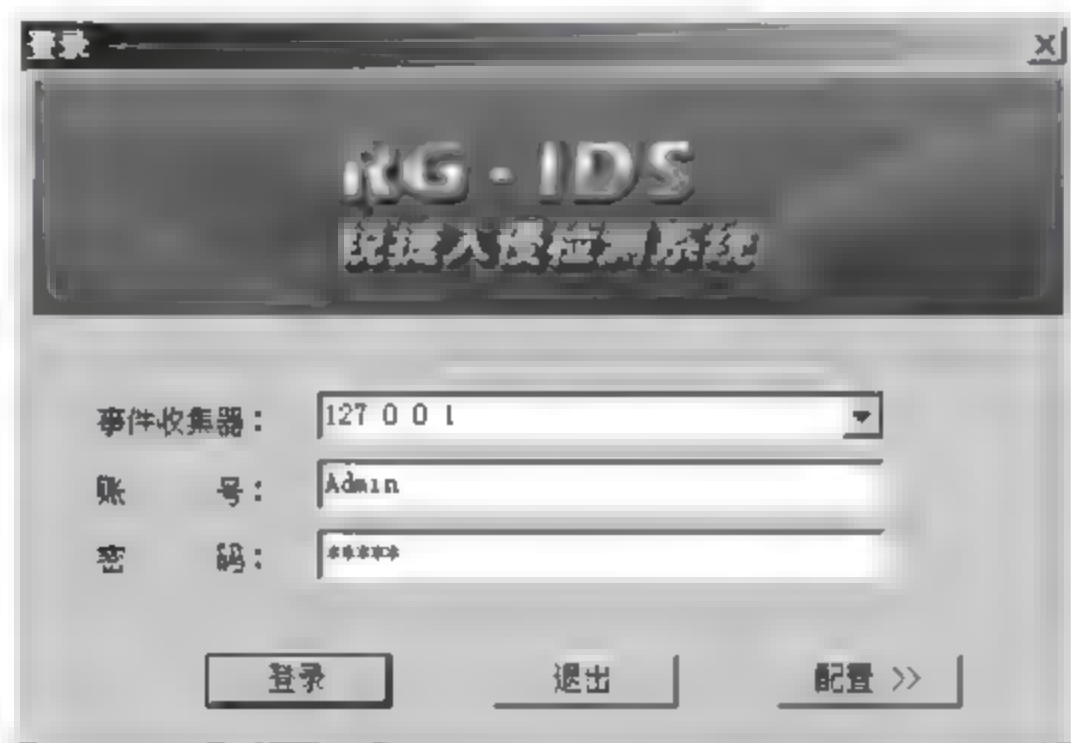 登录
RG - IDS
锐捷入侵检测系统
事件收集器： 127 0 0 1
账 号： Admin
密 码： *****
登录 退出 配置 >>